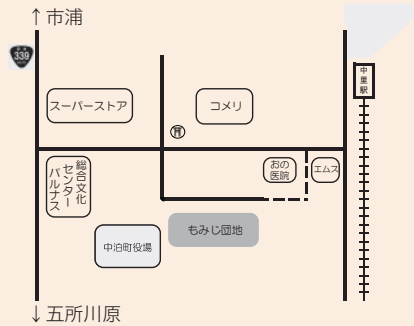 ↑市浦
国道
339
中里駅
スーパーストア
コメリ
総合文化
センター
パルナス
おの
医院
エムス
もみじ団地
中泊町役場
↓五所川原